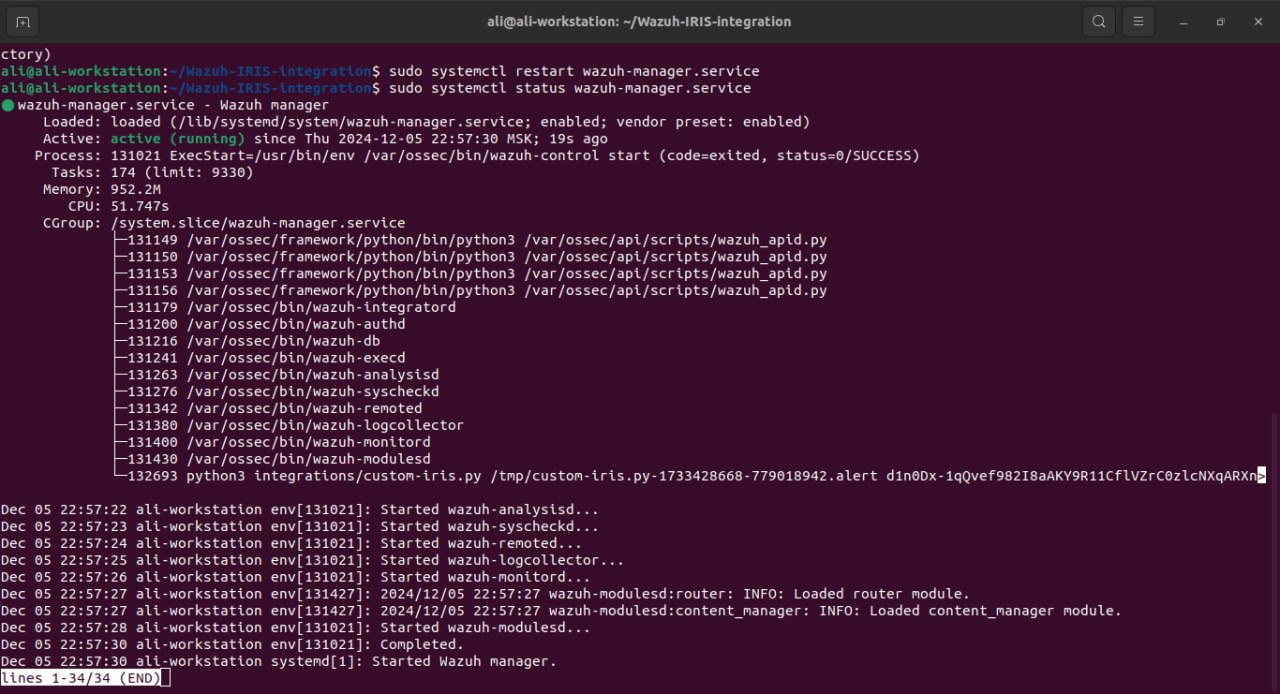 ali@ali-workstation: ~/Wazuh-IRIS-integration
ctory)
ali@ali-workstation:~/Wazuh-IRIS-integration$ sudo systemctl restart wazuh-manager.service
ali@ali-workstation:~/Wazuh-IRIS-integration$ sudo systemctl status wazuh-manager.service
● wazuh-manager.service - Wazuh manager
Loaded: loaded (/lib/systemd/system/wazuh-manager.service; enabled; vendor preset: enabled)
Active: active (running) since Thu 2024-12-05 22:57:30 MSK; 19s ago
Process: 131021 ExecStart=/usr/bin/env /var/ossec/bin/wazuh-control start (code=exited, status=0/SUCCESS)
Tasks: 174 (limit: 9330)
Memory: 952.2M
CPU: 51.747s
CGroup: /system.slice/wazuh-manager.service
├─131149 /var/ossec/framework/python/bin/python3 /var/ossec/api/scripts/wazuh_apid.py
├─131150 /var/ossec/framework/python/bin/python3 /var/ossec/api/scripts/wazuh_apid.py
├─131153 /var/ossec/framework/python/bin/python3 /var/ossec/api/scripts/wazuh_apid.py
├─131156 /var/ossec/framework/python/bin/python3 /var/ossec/api/scripts/wazuh_apid.py
├─131179 /var/ossec/bin/wazuh-integratord
├─131200 /var/ossec/bin/wazuh-authd
├─131216 /var/ossec/bin/wazuh-db
├─131241 /var/ossec/bin/wazuh-execd
├─131263 /var/ossec/bin/wazuh-analysisd
├─131276 /var/ossec/bin/wazuh-syscheckd
├─131342 /var/ossec/bin/wazuh-remoted
├─131380 /var/ossec/bin/wazuh-logcollector
├─131400 /var/ossec/bin/wazuh-monitord
├─131430 /var/ossec/bin/wazuh-modulesd
└─132693 python3 integrations/custom-iris.py /tmp/custom-iris.py-1733428668-779018942.alert d1n0Dx-1qQvef982I8aAKY9R11CflVZrC0zlcNXqARXn>
Dec 05 22:57:22 ali-workstation env[131021]: Started wazuh-analysisd...
Dec 05 22:57:23 ali-workstation env[131021]: Started wazuh-syscheckd...
Dec 05 22:57:24 ali-workstation env[131021]: Started wazuh-remoted...
Dec 05 22:57:25 ali-workstation env[131021]: Started wazuh-logcollector...
Dec 05 22:57:26 ali-workstation env[131021]: Started wazuh-monitord...
Dec 05 22:57:27 ali-workstation env[131427]: 2024/12/05 22:57:27 wazuh-modulesd:router: INFO: Loaded router module.
Dec 05 22:57:27 ali-workstation env[131427]: 2024/12/05 22:57:27 wazuh-modulesd:content_manager: INFO: Loaded content_manager module.
Dec 05 22:57:28 ali-workstation env[131021]: Started wazuh-modulesd...
Dec 05 22:57:30 ali-workstation env[131021]: Completed.
Dec 05 22:57:30 ali-workstation systemd[1]: Started Wazuh manager.
lines 1-34/34 (END)